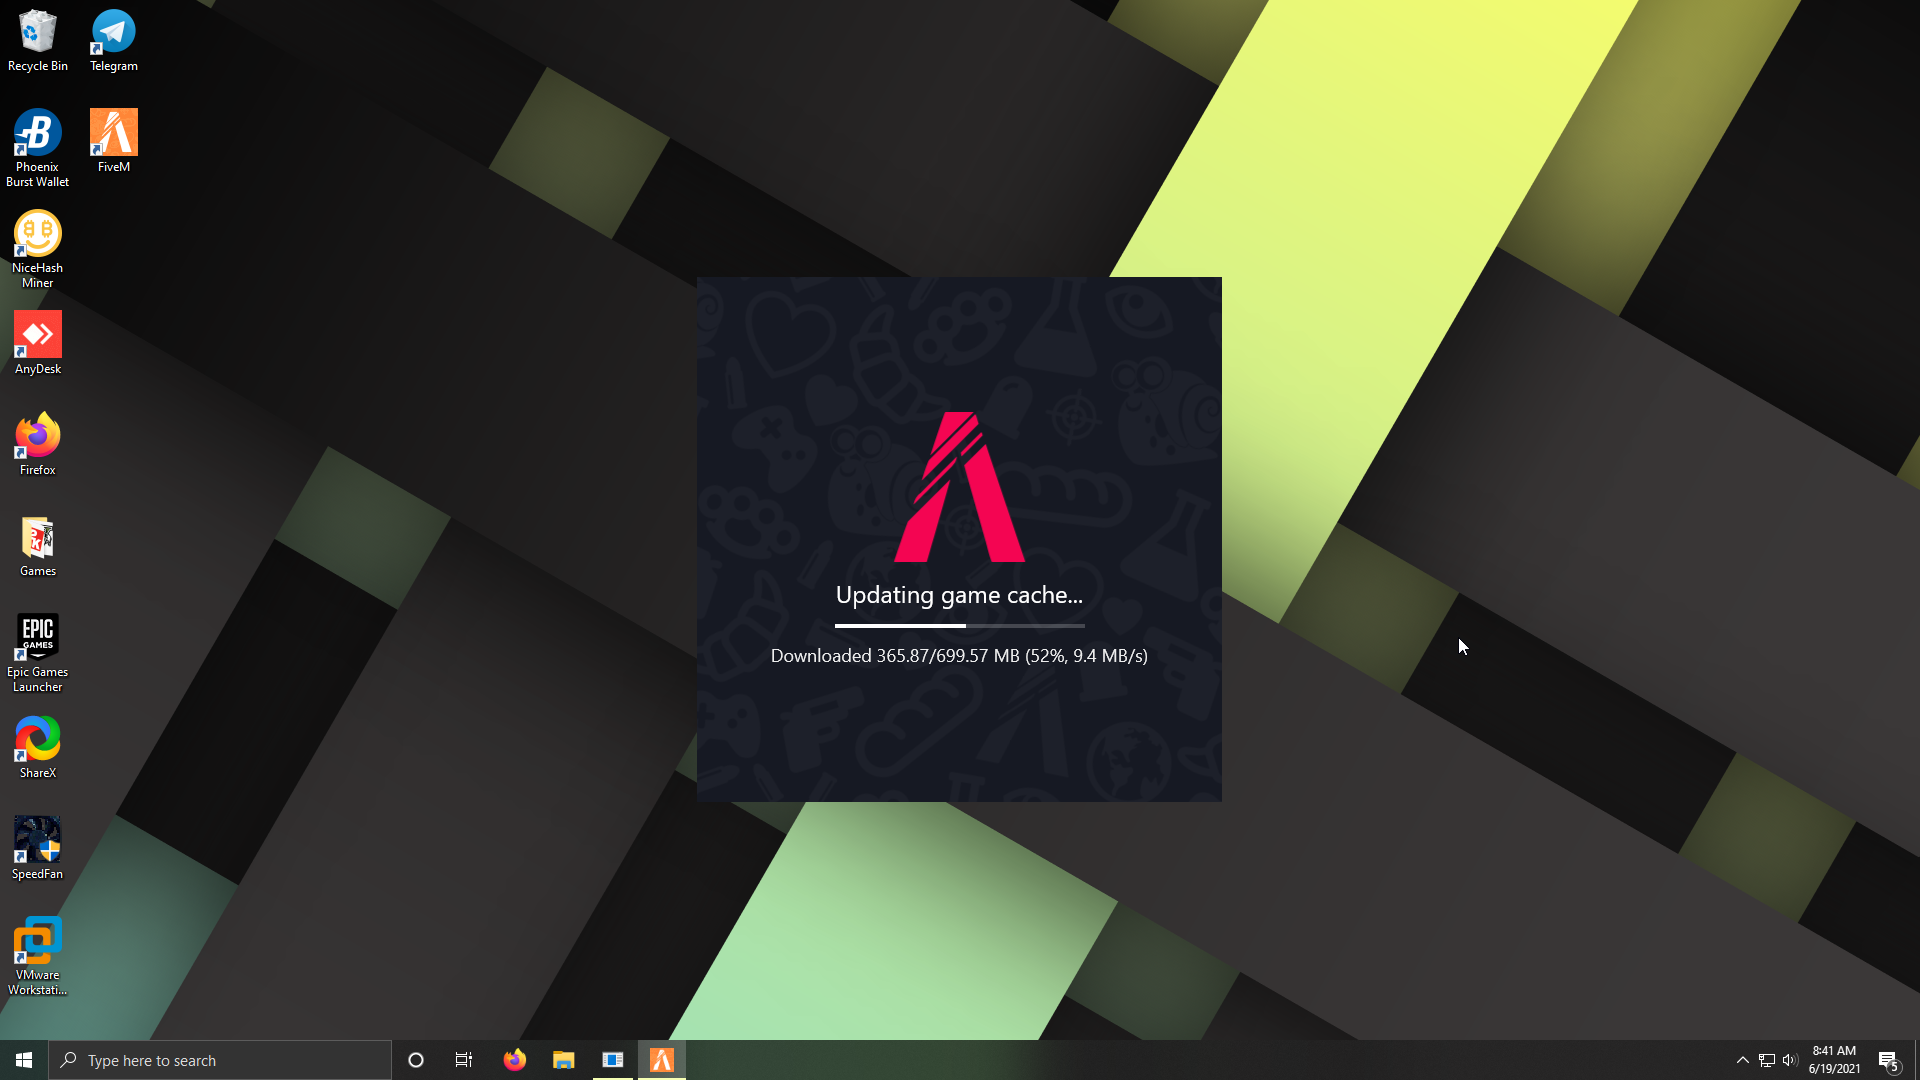 Recycle Bin
Telegram
Phoenix
Burst Wallet
FiveM
NiceHash
Miner
AnyDesk
Firefox
Games
EPIC
GAMES
Epic Games
Launcher
ShareX
SpeedFan
VMware
Workstati...
Updating game cache...
Downloaded 365.87/699.57 MB (52%, 9.4 MB/s)
Type here to search
8:41 AM
6/19/2021
5